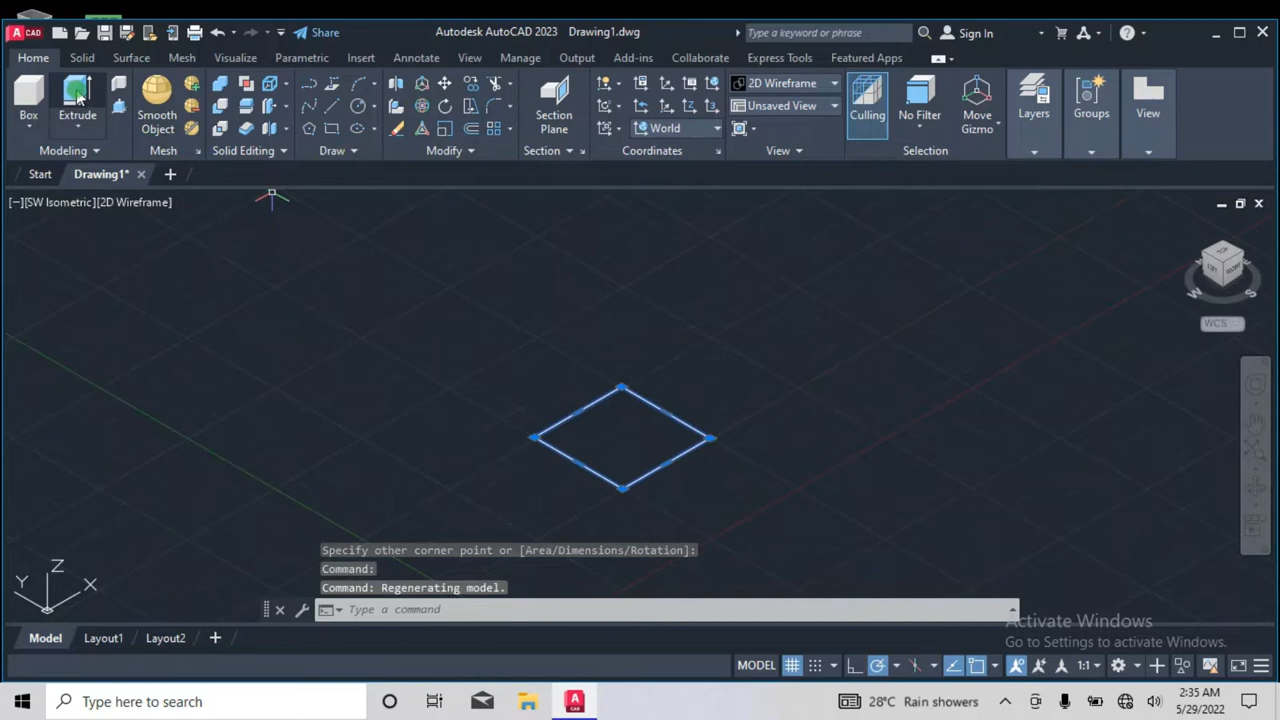 A CAD
Share
Autodesk AutoCAD 2023 Drawing1.dwg
Type a keyword or phrase
Sign In
Home Solid Surface Mesh Visualize Parametric Insert Annotate View Manage Output Add-ins Collaborate Express Tools Featured Apps
Box
Extrude
Smooth
Object
Section
Plane
2D Wireframe
Unsaved View
World
Culling
No Filter
Move
Gizmo
Layers
Groups
View
Modeling
Mesh
Solid Editing
Draw
Modify
Section
Coordinates
View
Selection
Start
Drawing1*
[−][SW Isometric][2D Wireframe]
W S
WCS
Specify other corner point or [Area/Dimensions/Rotation]:
Command:
Command: Regenerating model.
Type a command
Z
Y X
Activate Windows
Go to Settings to activate Windows.
Model Layout1 Layout2
MODEL
1:1
Type here to search
28°C Rain showers
2:35 AM
5/29/2022